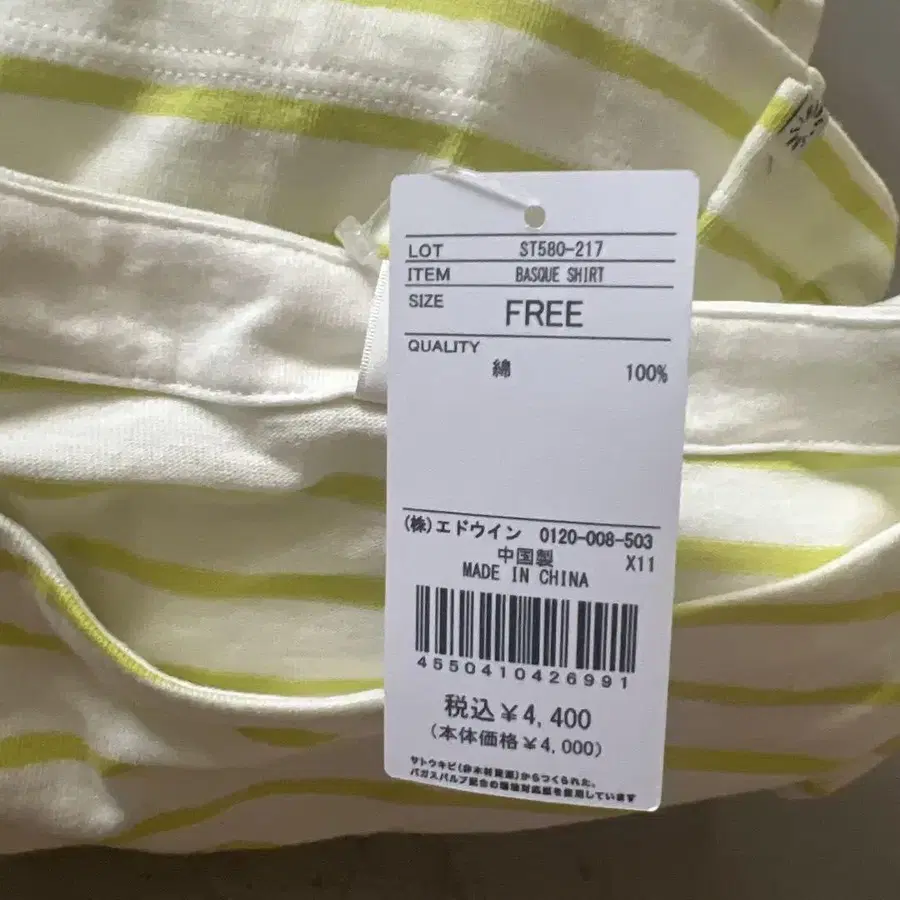 LOT ST580-217
ITEM BASQUE SHIRT
SIZE FREE
QUALITY
綿 100%
(株)エドウイン 0120-008-503
中国製 X11
MADE IN CHINA
4550410426991
税込¥4,400
(本体価格¥4,000)
サトウキビ(非木材資源)からつくられた、
バガスパルプ配合の環境対応紙を使用しています